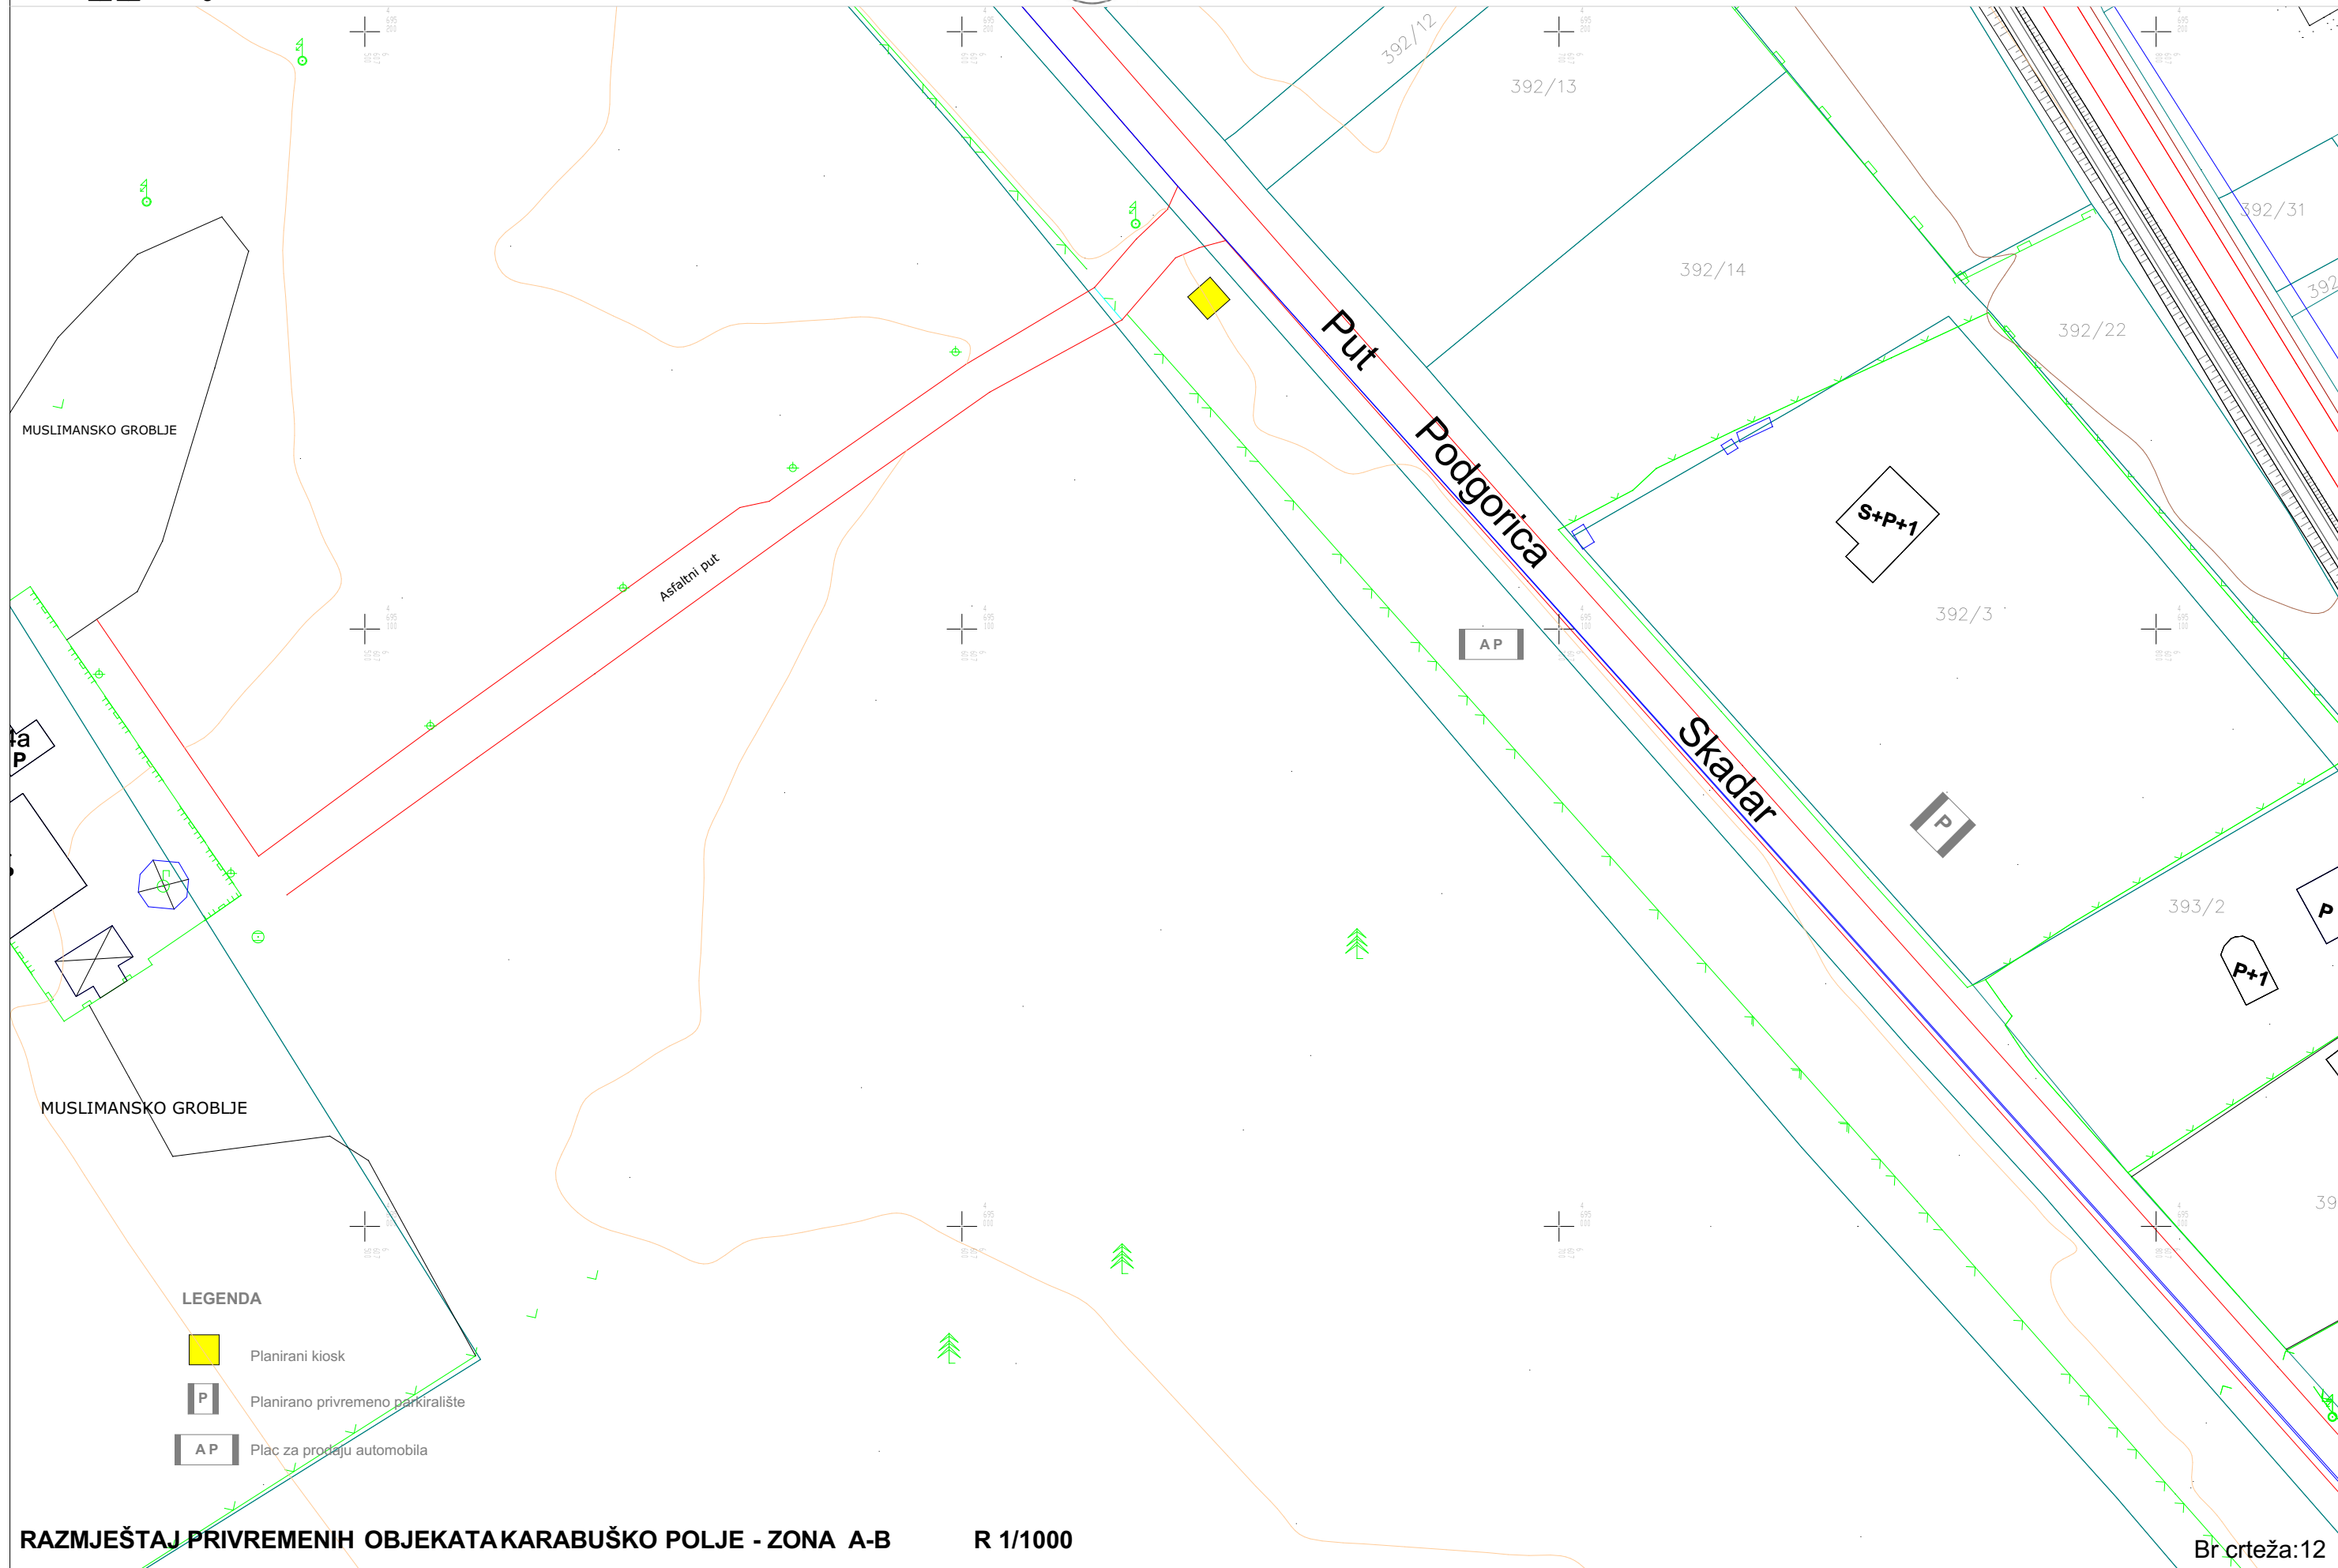 392/12
392/13
392/31
392/14
392/22
Put Podgorica Skadar
MUSLIMANSKO GROBLJE
S+P+1
Asfaltni put
392/3
A P
P
P
393/2
P
P+1
MUSLIMANSKO GROBLJE
LEGENDA
Planirani kiosk
P Planirano privremeno parkiralište
A P Plac za prodaju automobila
RAZMJEŠTAJ PRIVREMENIH OBJEKATA KARABUŠKO POLJE - ZONA A-B R 1/1000
Br crteža:12